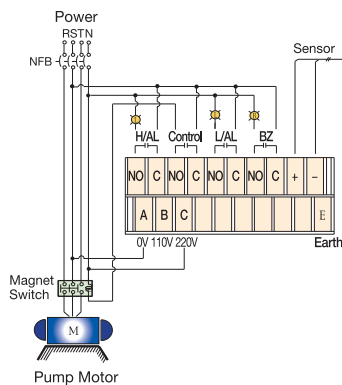 Power
RSTN
Sensor
NFB
H/AL Control L/AL BZ
NO C NO C NO C NO C + −
A B C E
0V 110V 220V Earth
Magnet
Switch
M
Pump Motor